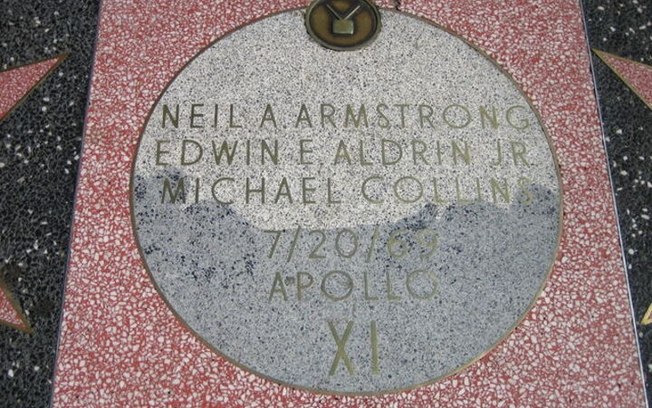 NEIL A. ARMSTRONG
EDWIN E. ALDRIN JR.
MICHAEL COLLINS
7/20/69
APOLLO
XI